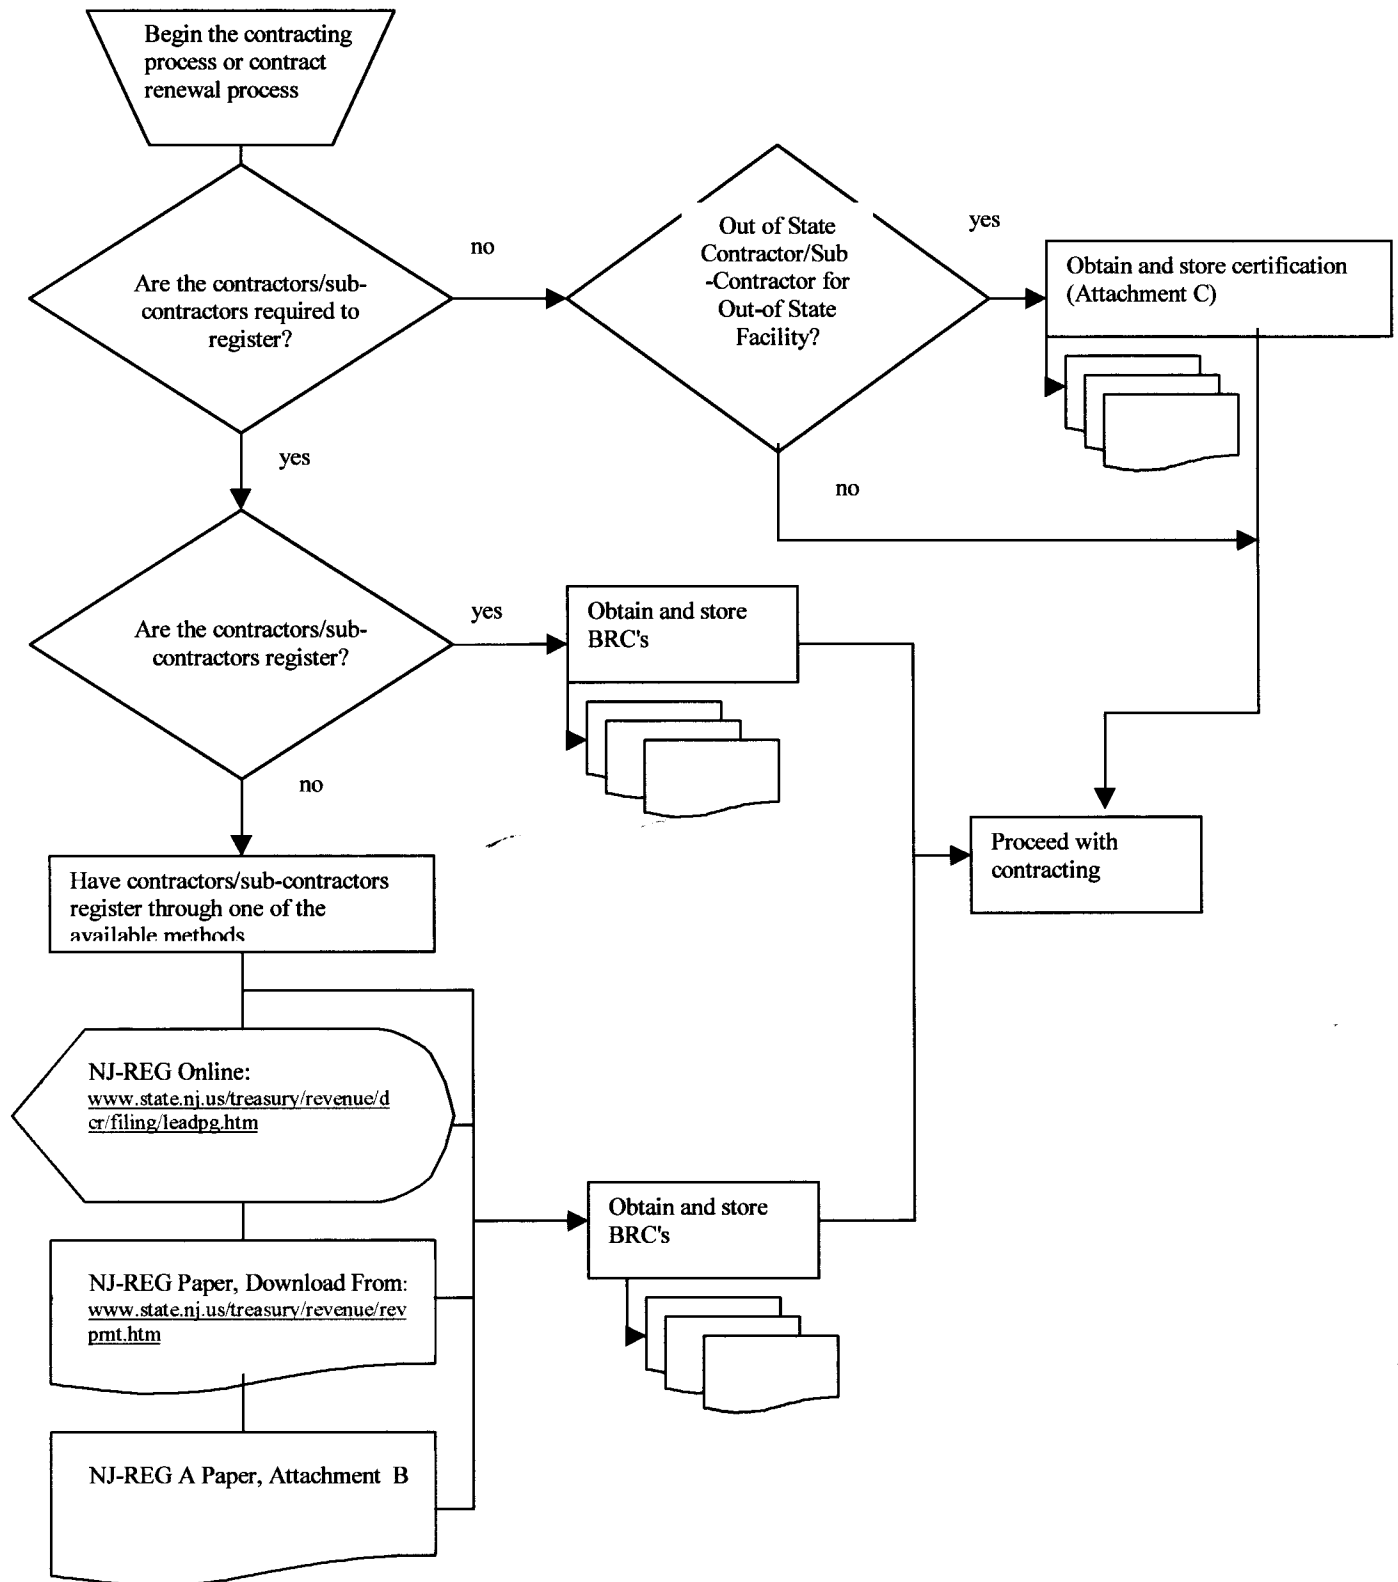 Begin the contracting
process or contract
renewal process
no
Out of State
Contractor/Sub
-Contractor for
Out-of State
Facility?
yes
Obtain and store certification
(Attachment C)
Are the contractors/sub-
contractors required to
register?
yes
no
Are the contractors/sub-
contractors register?
yes
Obtain and store
BRC's
no
Proceed with
contracting
Have contractors/sub-contractors
register through one of the
available methods
NJ-REG Online:
www.state.nj.us/treasury/revenue/d
cr/filing/leadpg.htm
Obtain and store
BRC's
NJ-REG Paper, Download From:
www.state.nj.us/treasury/revenue/rev
prnt.htm
NJ-REG A Paper, Attachment B